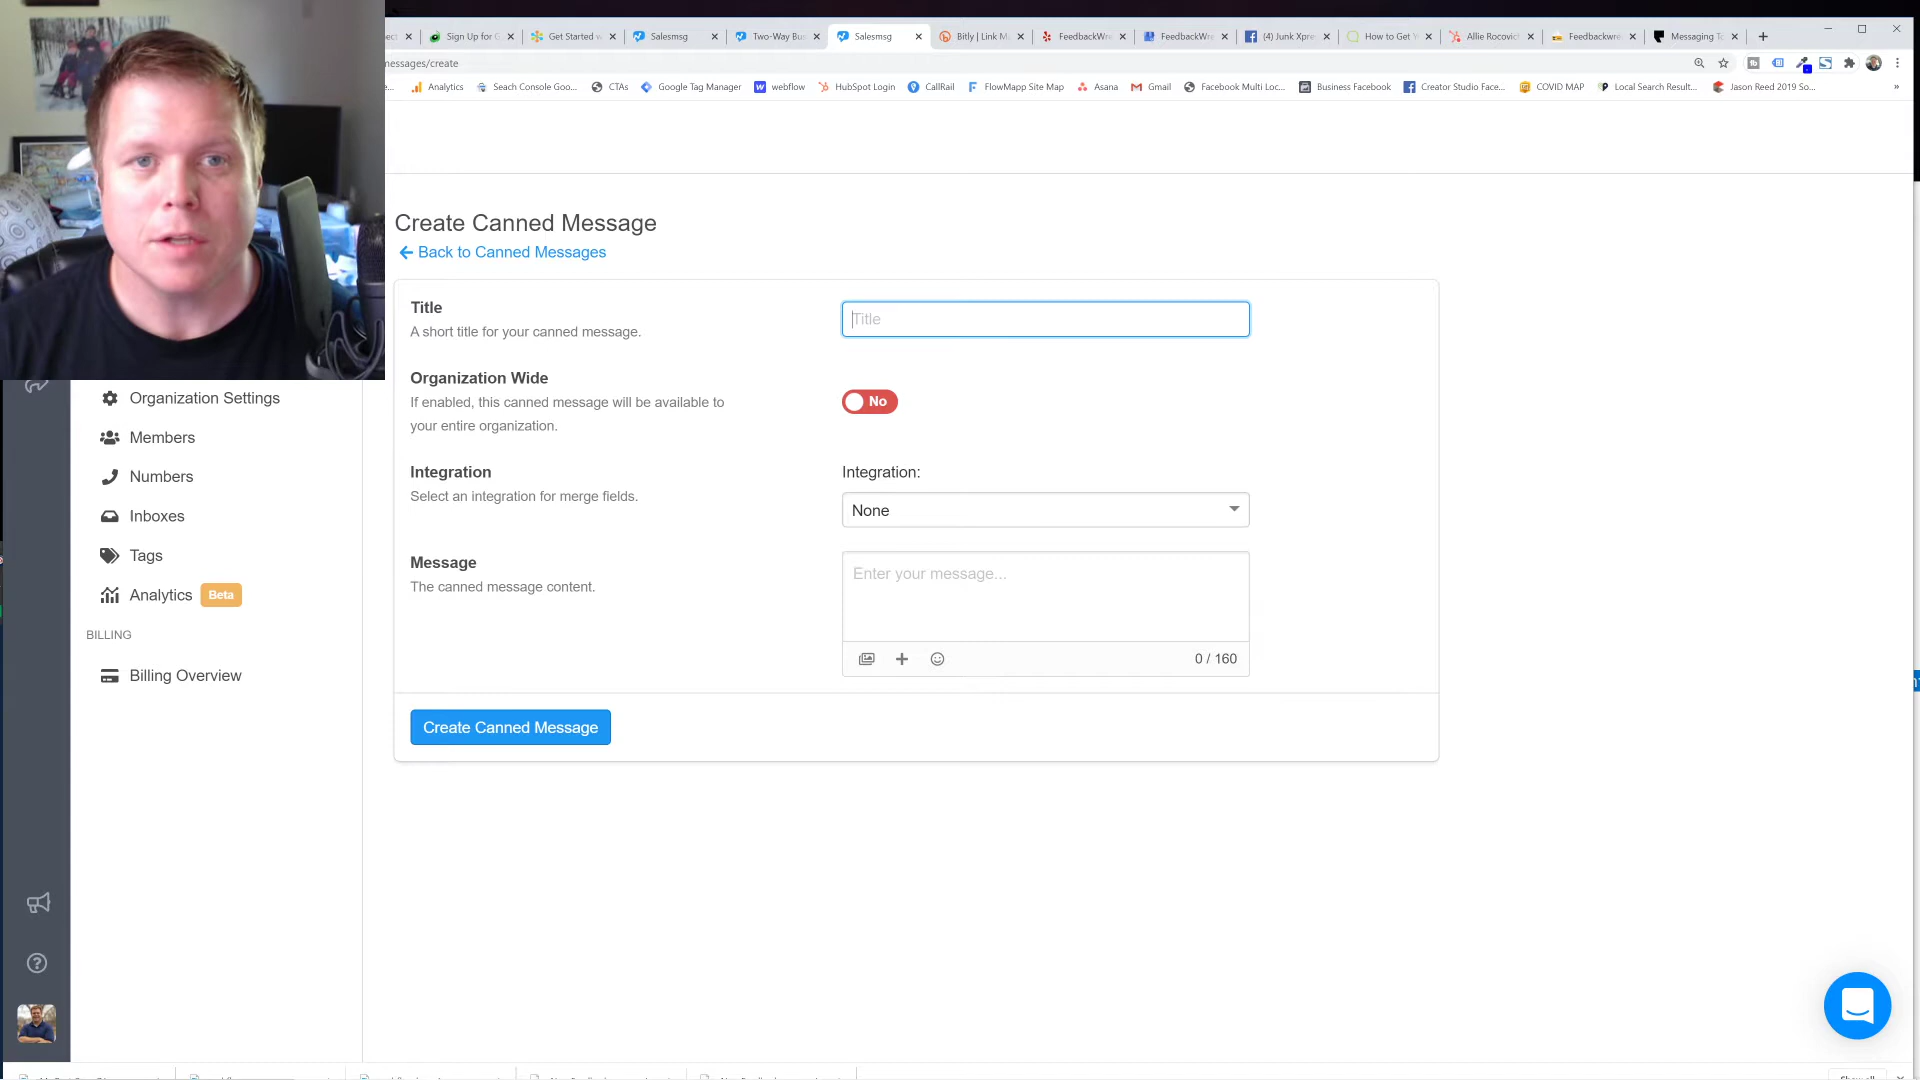 Sign Up for G
Get Started w
Salesmsg
Two-Way Bu
Salesmsg
Bitly | Link M
FeedbackWre
FeedbackWre
(4) Junk Xpre
How to Get Y
Allie Rocovich
Feedbackwre
Messaging To
nessages/create
Analytics
Seach Console Goo...
CTAs
Google Tag Manager
webflow
HubSpot Login
CallRail
FlowMapp Site Map
Asana
Gmail
Facebook Multi Loc...
Business Facebook
Creator Studio Face...
COVID MAP
Local Search Result...
Jason Reed 2019 So...
»
Create Canned Message
Back to Canned Messages
Title
A short title for your canned message.
Title
Organization Wide
If enabled, this canned message will be available to
your entire organization.
No
Integration
Select an integration for merge fields.
Integration:
None
Message
The canned message content.
Enter your message...
0 / 160
Create Canned Message
Organization Settings
Members
Numbers
Inboxes
Tags
Analytics Beta
BILLING
Billing Overview